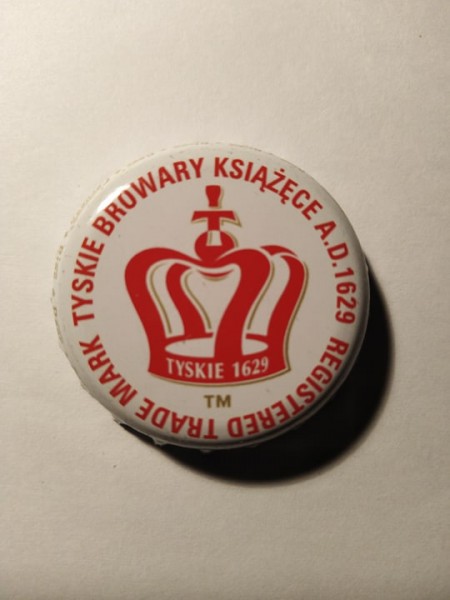 TYSKIE BROWARY KSIĄŻĘCE A.D.1629 REGISTERED TRADE MARK
TYSKIE 1629
TM